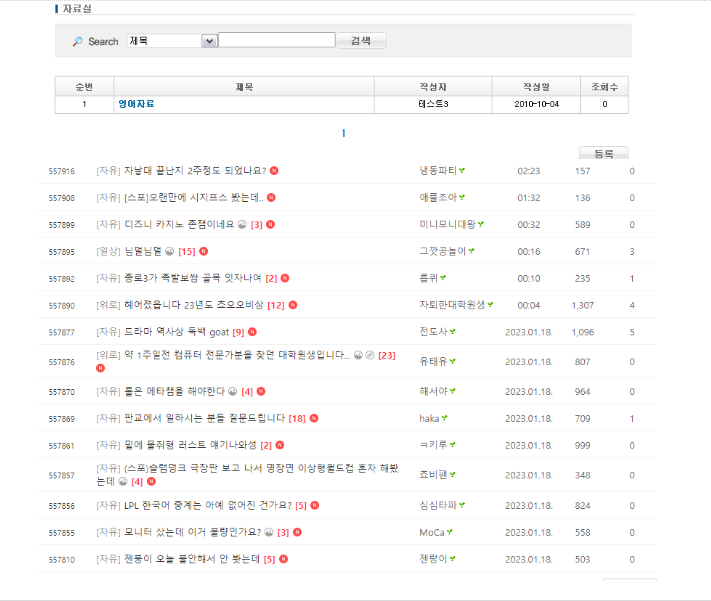 자료실
Search 제목 검색
순번 제목 작성자 작성일 조회수
1 영어자료 테스트3 2010-10-04 0
1
등록
557916 [자유] 자낳대 끝난지 2주정도 되었나요? N 냉동파티 02:23 157 0
557908 [자유] [스포]오랜만에 시지프스 봤는데.. N 애플조아 01:32 136 0
557899 [자유] 디즈니 카지노 존잼이네요 [3] N 미니모니대왕 00:32 589 0
557895 [일상] 님덜님덜 [15] N 그깟공놀이 00:16 671 3
557892 [자유] 종로3가 족발보쌈 골목 잇자나여 [2] N 롭퀴 00:10 235 1
557890 [위로] 헤어졌읍니다 23년도 쵸오오비상 [12] N 자퇴한대학원생 00:04 1,307 4
557877 [자유] 드라마 역사상 독백 goat [9] N 전도사 2023.01.18. 1,096 5
557876 [위로] 약 1주일전 컴퓨터 전문가분을 찾던 대학원생입니다... [23] 유태유 2023.01.18. 807 0
N
557870 [자유] 롤은 메타챔을 해야한다 [4] N 해서야 2023.01.18. 964 0
557869 [자유] 판교에서 일하시는 분들 질문드립니다 [18] N haka 2023.01.18. 709 1
557861 [자유] 밑에 물쥐형 러스트 얘기나와성 [2] N ㅋ키루 2023.01.18. 999 0
557857 [자유] (스포)슬램덩크 극장판 보고 나서 명장면 이상형월드컵 혼자 해봤 죠비팬 2023.01.18. 348 0
는데 [4] N
557856 [자유] LPL 한국어 중계는 아예 없어진 건가요? [5] N 심심타파 2023.01.18. 824 0
557855 [자유] 모니터 샀는데 이거 불량인가요? [3] N MoCa 2023.01.18. 558 0
557810 [자유] 젠풍이 오늘 불안해서 안 봣는데 [5] N 젠랑이 2023.01.18. 503 0